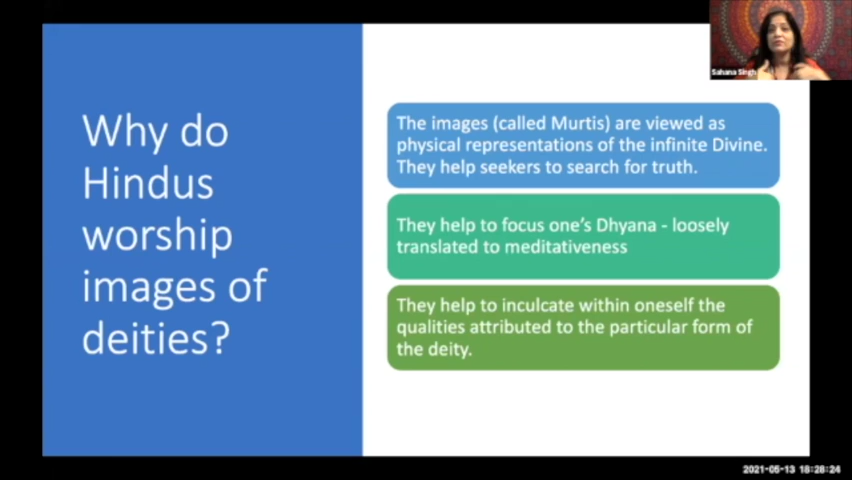 Sahana Singh
Why do
Hindus
worship
images of
deities?
The images (called Murtis) are viewed as
physical representations of the infinite Divine.
They help seekers to search for truth.
They help to focus one's Dhyana - loosely
translated to meditativeness
They help to inculcate within oneself the
qualities attributed to the particular form of
the deity.
2021-05-13 18:28:24